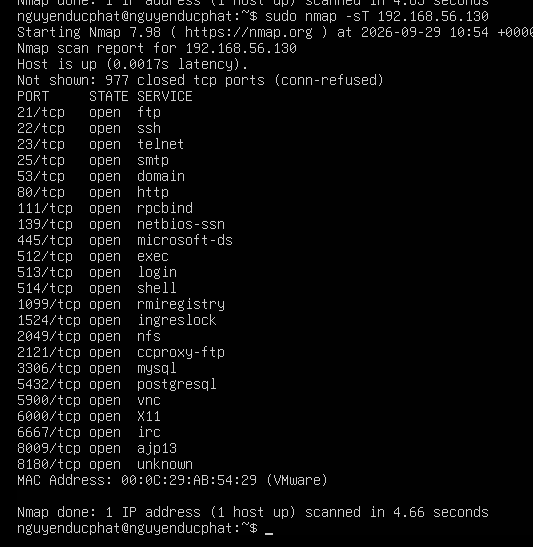 Nmap done: 1 IP address (1 host up) scanned in 4.65 seconds
nguyenducphat@nguyenducphat:~$ sudo nmap -sT 192.168.56.130
Starting Nmap 7.98 ( https://nmap.org ) at 2026-09-29 10:54 +000
Nmap scan report for 192.168.56.130
Host is up (0.0017s latency).
Not shown: 977 closed tcp ports (conn-refused)
PORT     STATE SERVICE
21/tcp   open  ftp
22/tcp   open  ssh
23/tcp   open  telnet
25/tcp   open  smtp
53/tcp   open  domain
80/tcp   open  http
111/tcp  open  rpcbind
139/tcp  open  netbios-ssn
445/tcp  open  microsoft-ds
512/tcp  open  exec
513/tcp  open  login
514/tcp  open  shell
1099/tcp open  rmiregistry
1524/tcp open  ingreslock
2049/tcp open  nfs
2121/tcp open  ccproxy-ftp
3306/tcp open  mysql
5432/tcp open  postgresql
5900/tcp open  vnc
6000/tcp open  X11
6667/tcp open  irc
8009/tcp open  ajp13
8180/tcp open  unknown
MAC Address: 00:0C:29:AB:54:29 (VMware)
Nmap done: 1 IP address (1 host up) scanned in 4.66 seconds
nguyenducphat@nguyenducphat:~$ _